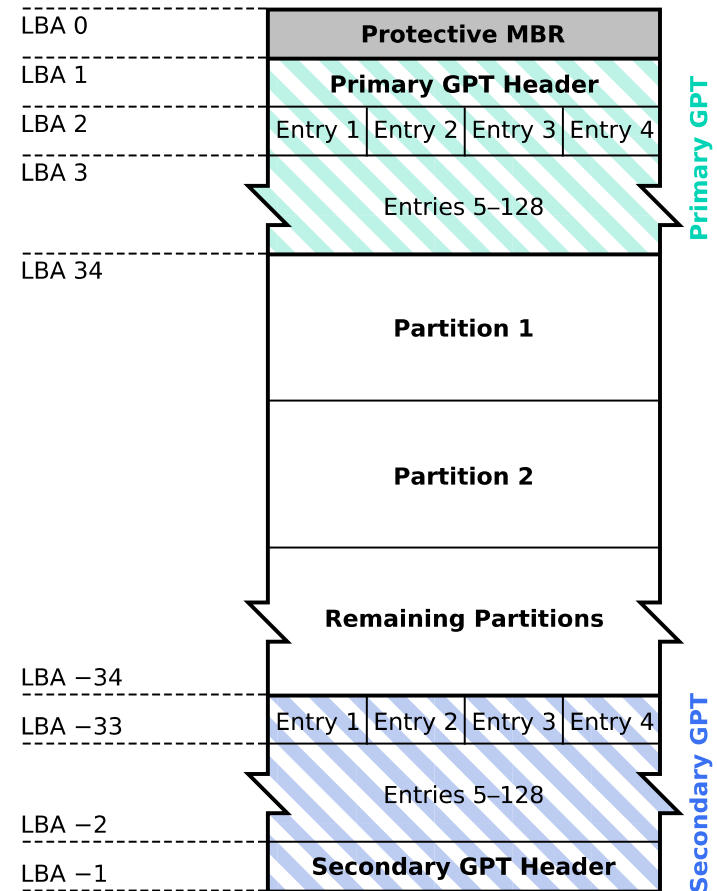 LBA 0
Protective MBR
LBA 1
Primary GPT Header
LBA 2
Entry 1 Entry 2 Entry 3 Entry 4
LBA 3
Entries 5–128
Primary GPT
LBA 34
Partition 1
Partition 2
Remaining Partitions
LBA −34
LBA −33
Entry 1 Entry 2 Entry 3 Entry 4
Entries 5–128
LBA −2
LBA −1
Secondary GPT Header
Secondary GPT